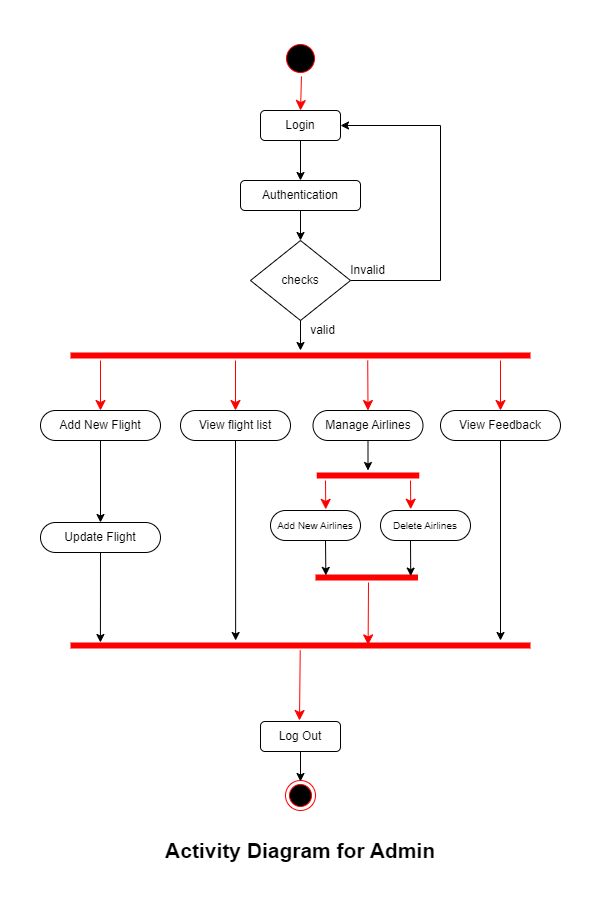 Login
Authentication
checks
Invalid
valid
Add New Flight
View flight list
Manage Airlines
View Feedback
Add New Airlines
Delete Airlines
Update Flight
Log Out
Activity Diagram for Admin